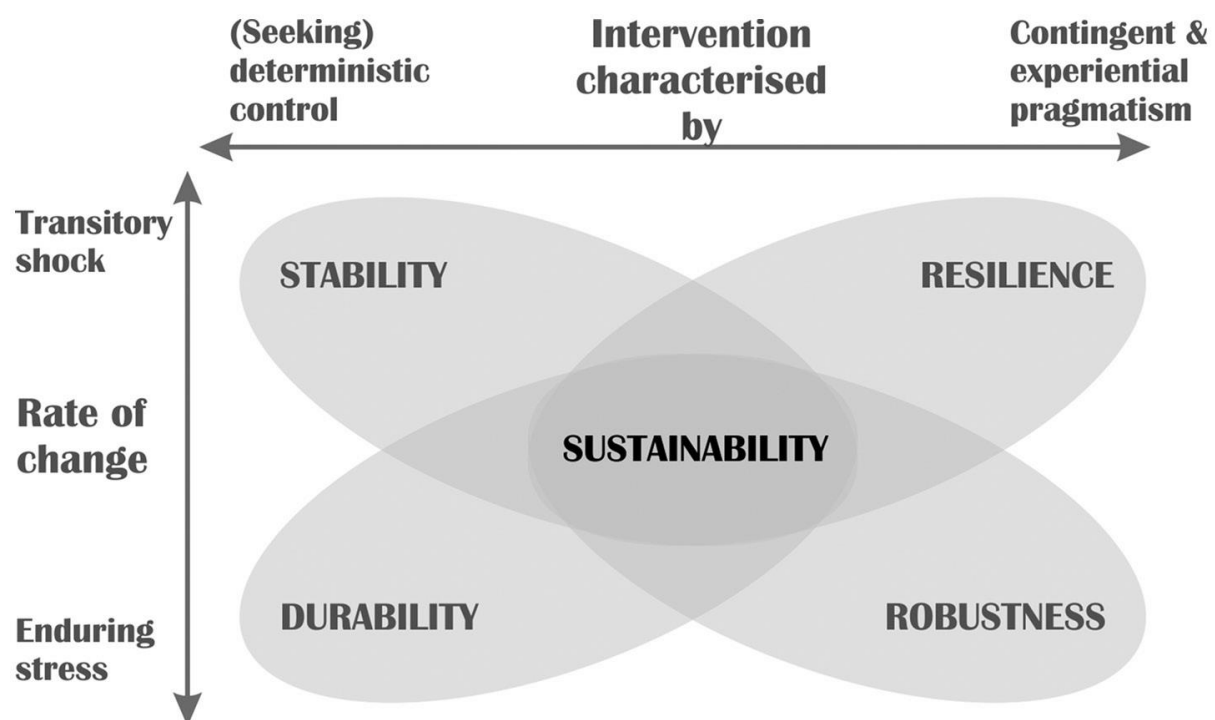 (Seeking)
deterministic
control
Intervention
characterised
by
Contingent &
experiential
pragmatism
Transitory
shock
STABILITY
RESILIENCE
Rate of
change
SUSTAINABILITY
DURABILITY
ROBUSTNESS
Enduring
stress